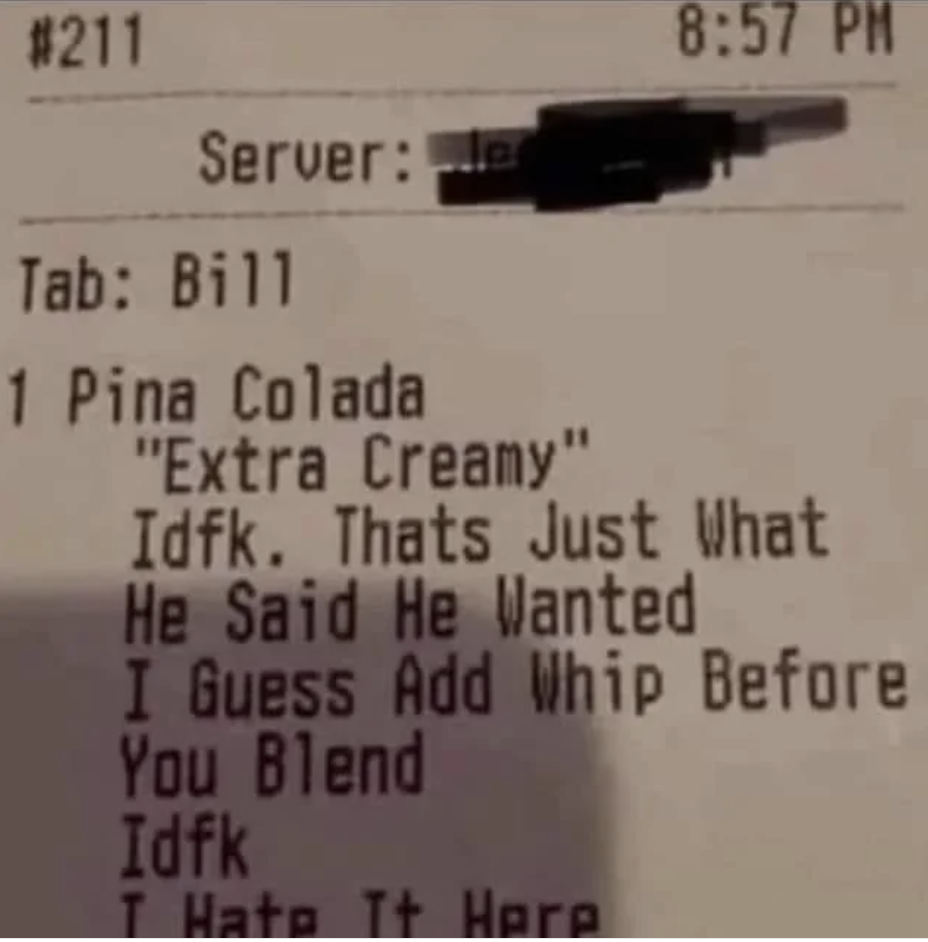 #211 8:57 PM
Server:
Tab: Bill
1 Pina Colada
"Extra Creamy"
Idfk. Thats Just What
He Said He Wanted
I Guess Add Whip Before
You Blend
Idfk
I Hate It Here